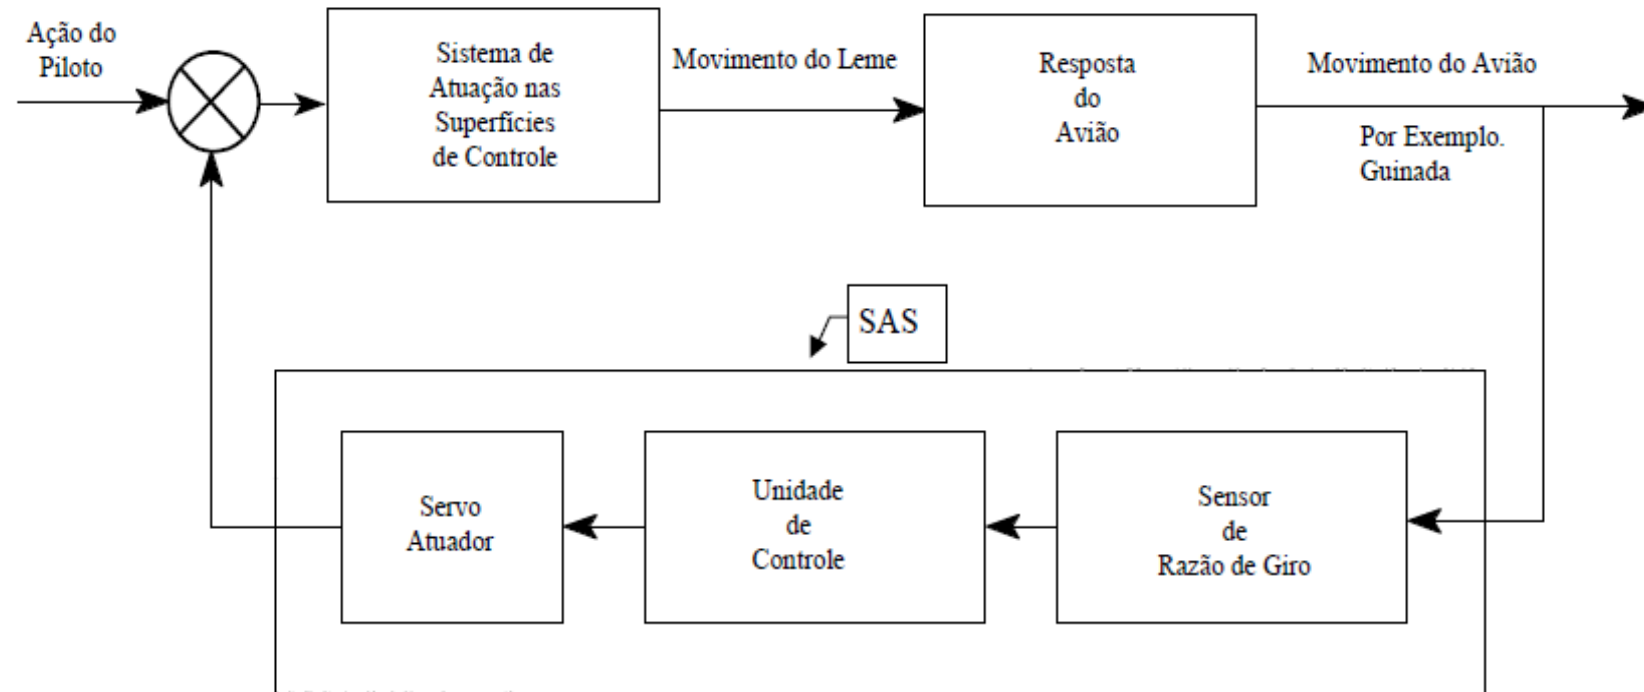 Ação do
Piloto
Sistema de
Atuação nas
Superfícies
de Controle
Movimento do Leme
Resposta
do
Avião
Movimento do Avião
Por Exemplo.
Guinada
SAS
Servo
Atuador
Unidade
de
Controle
Sensor
de
Razão de Giro